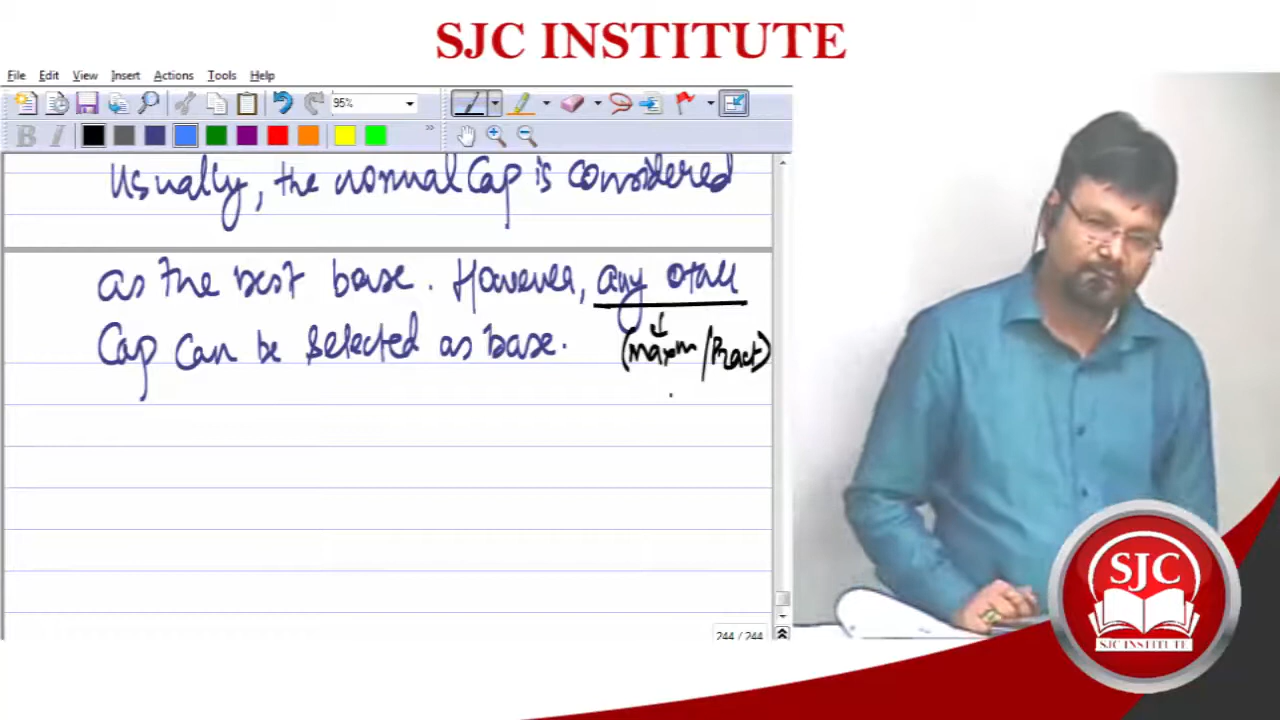 SJC INSTITUTE
File Edit View Insert Actions Tools Help
95%
B I
Usually, the normal Cap is considered
as the best base. However, any other
Cap can be selected as base.
(Maxm/Pract)
244 / 244
SJC
SJC INSTITUTE